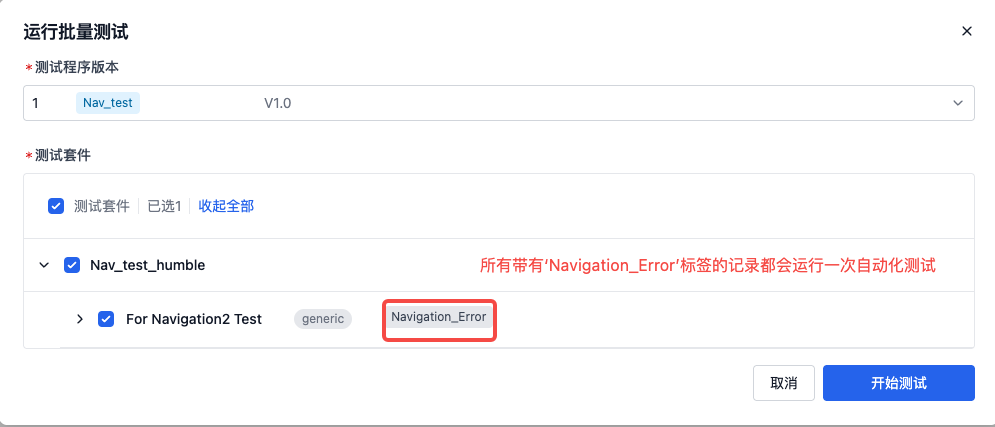 运行批量测试
*测试程序版本
1 Nav_test V1.0
*测试套件
测试套件 已选1 收起全部
Nav_test_humble 所有带有‘Navigation_Error’标签的记录都会运行一次自动化测试
For Navigation2 Test generic Navigation_Error
取消 开始测试